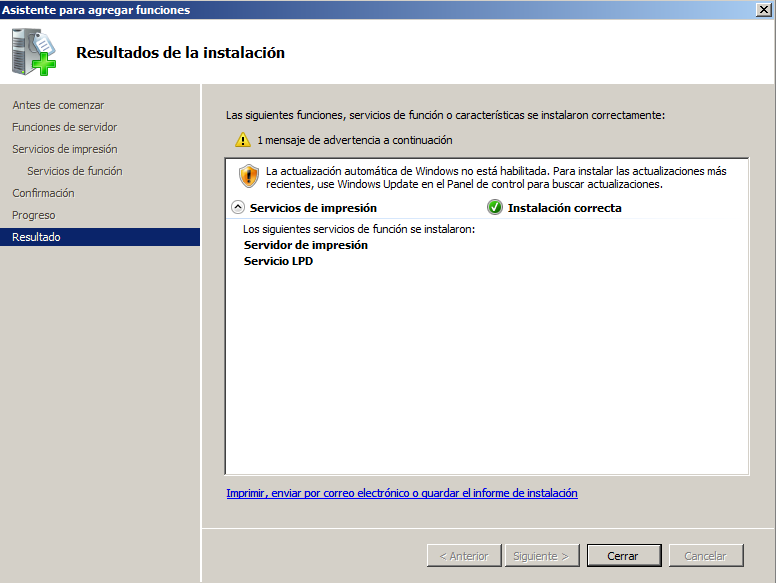 Asistente para agregar funciones
Resultados de la instalación
Antes de comenzar
Funciones de servidor
Servicios de impresión
Servicios de función
Confirmación
Progreso
Resultado
Las siguientes funciones, servicios de función o características se instalaron correctamente:
1 mensaje de advertencia a continuación
La actualización automática de Windows no está habilitada. Para instalar las actualizaciones más
recientes, use Windows Update en el Panel de control para buscar actualizaciones.
Servicios de impresión Instalación correcta
Los siguientes servicios de función se instalaron:
Servidor de impresión
Servicio LPD
Imprimir, enviar por correo electrónico o guardar el informe de instalación
< Anterior Siguiente > Cerrar Cancelar